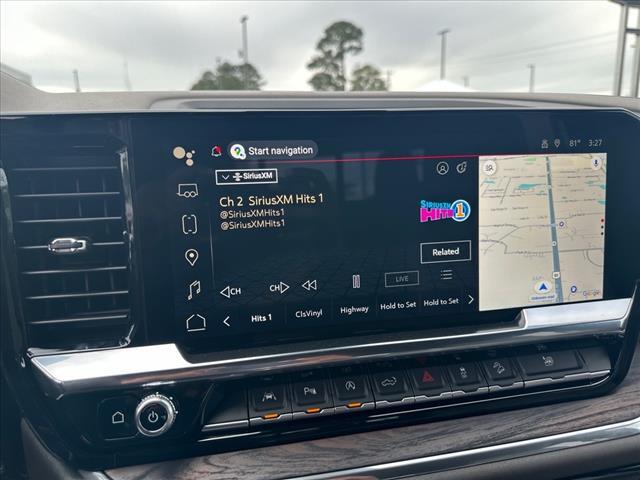 Start navigation
81° 3:27
SiriusXM
Ch 2 SiriusXM Hits 1
@SiriusXMHits1
@SiriusXMHits1
SIRIUSXM
HITS 1
Related
CH
CH
LIVE
Hits 1
ClsVinyl
Highway
Hold to Set
Hold to Set
Google